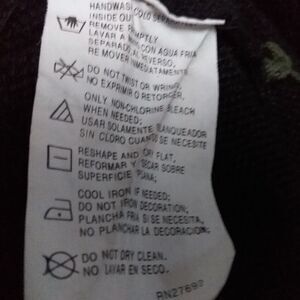 HANDWASH COLD SEPARATELY
INSIDE OUT
REMOVE PROMPTLY
LAVAR A MANO CON AGUA FRIA
SEPARADO, REVERSO,
REMOVER INMEDIATAMENTE.
DO NOT TWIST OR WRING.
NO EXPRIMIR O RETORCER.
ONLY NON-CHLORINE BLEACH
WHEN NEEDED;
USAR SOLAMENTE BLANQUEADOR
SIN CLORO CUANDO SE NECESITE
RESHAPE AND DRY FLAT,
REFORMAR Y SECAR SOBRE
SUPERFICIE PLANA;
COOL IRON IF NEEDED;
DO NOT IRON DECORATION;
PLANCHA FRIA SI SE NECESITA,
NO PLANCHAR LA DECORACION;
DO NOT DRY CLEAN.
NO LAVAR EN SECO.